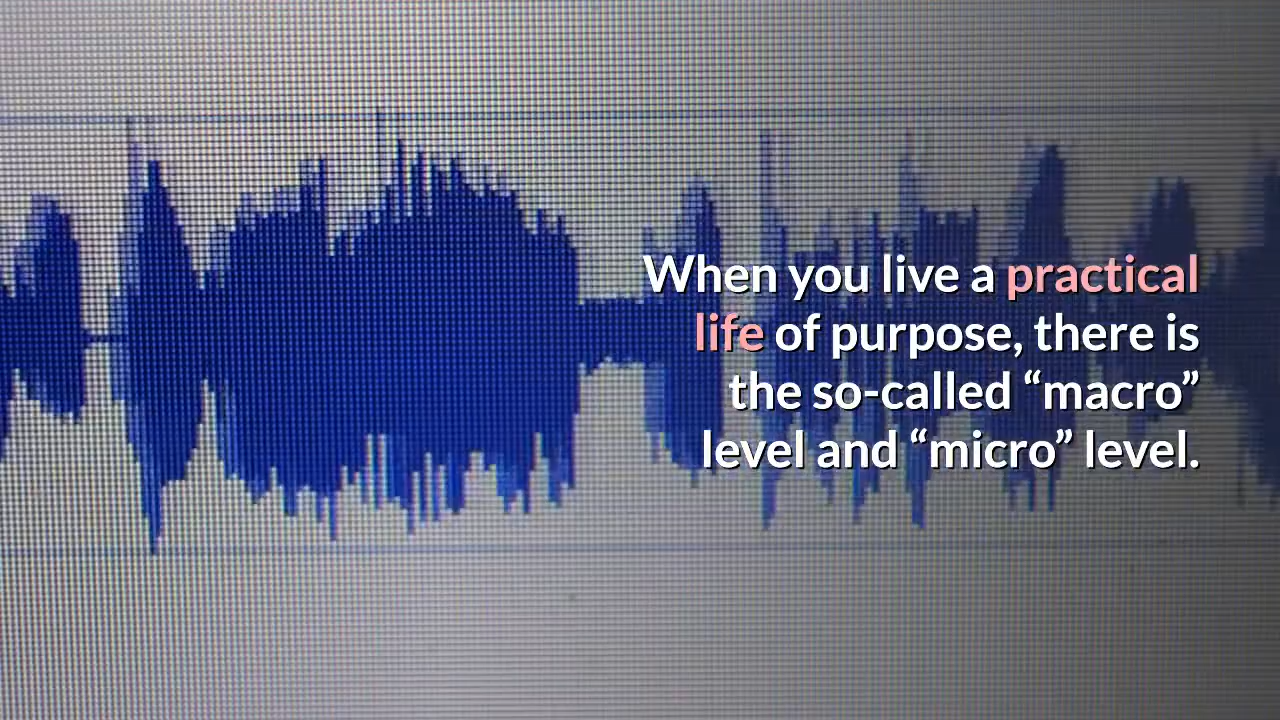 When you live a practical
life of purpose, there is
the so-called “macro”
level and “micro” level.